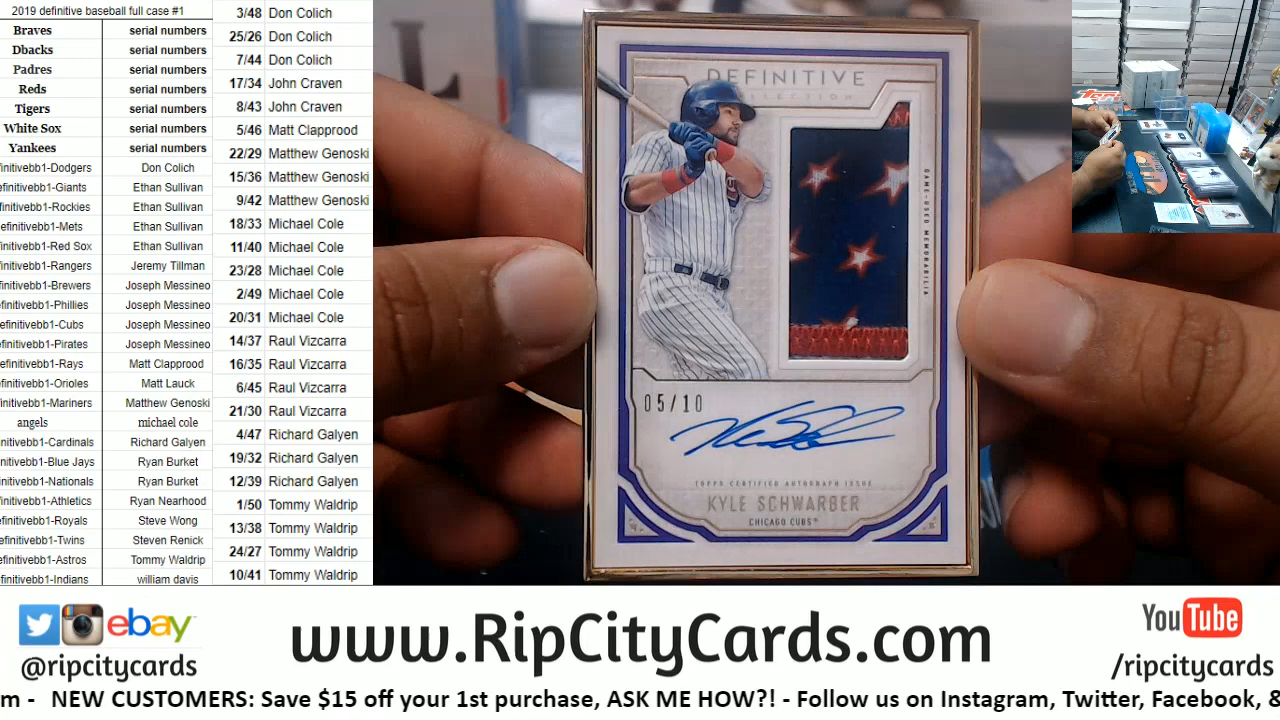 2019 definitive baseball full case #1
Braves serial numbers
Dbacks serial numbers
Padres serial numbers
Reds serial numbers
Tigers serial numbers
White Sox serial numbers
Yankees serial numbers
finitivebb1-Dodgers Don Colich
efinitivebb1-Giants Ethan Sullivan
finitivebb1-Rockies Ethan Sullivan
efinitivebb1-Mets Ethan Sullivan
finitivebb1-Red Sox Ethan Sullivan
finitivebb1-Rangers Jeremy Tillman
finitivebb1-Brewers Joseph Messineo
finitivebb1-Phillies Joseph Messineo
efinitivebb1-Cubs Joseph Messineo
finitivebb1-Pirates Joseph Messineo
efinitivebb1-Rays Matt Clapprood
finitivebb1-Orioles Matt Lauck
finitivebb1-Mariners Matthew Genoski
angels michael cole
nitivebb1-Cardinals Richard Galyen
nitivebb1-Blue Jays Ryan Burket
nitivebb1-Nationals Ryan Burket
initivebb1-Athletics Ryan Nearhood
finitivebb1-Royals Steve Wong
efinitivebb1-Twins Steven Renick
efinitivebb1-Astros Tommy Waldrip
finitivebb1-Indians william davis
3/48 Don Colich
25/26 Don Colich
7/44 Don Colich
17/34 John Craven
8/43 John Craven
5/46 Matt Clapprood
22/29 Matthew Genoski
15/36 Matthew Genoski
9/42 Matthew Genoski
18/33 Michael Cole
11/40 Michael Cole
23/28 Michael Cole
2/49 Michael Cole
20/31 Michael Cole
14/37 Raul Vizcarra
16/35 Raul Vizcarra
6/45 Raul Vizcarra
21/30 Raul Vizcarra
4/47 Richard Galyen
19/32 Richard Galyen
12/39 Richard Galyen
1/50 Tommy Waldrip
13/38 Tommy Waldrip
24/27 Tommy Waldrip
10/41 Tommy Waldrip
DEFINITIVE
COLLECTION
GAME-USED MEMORABILIA
05/10
TOPPS CERTIFIED AUTOGRAPH ISSUE
KYLE SCHWARBER
CHICAGO CUBS
ebay
@ripcitycards
www.RipCityCards.com
YouTube
/ripcitycards
m - NEW CUSTOMERS: Save $15 off your 1st purchase, ASK ME HOW?! - Follow us on Instagram, Twitter, Facebook, &